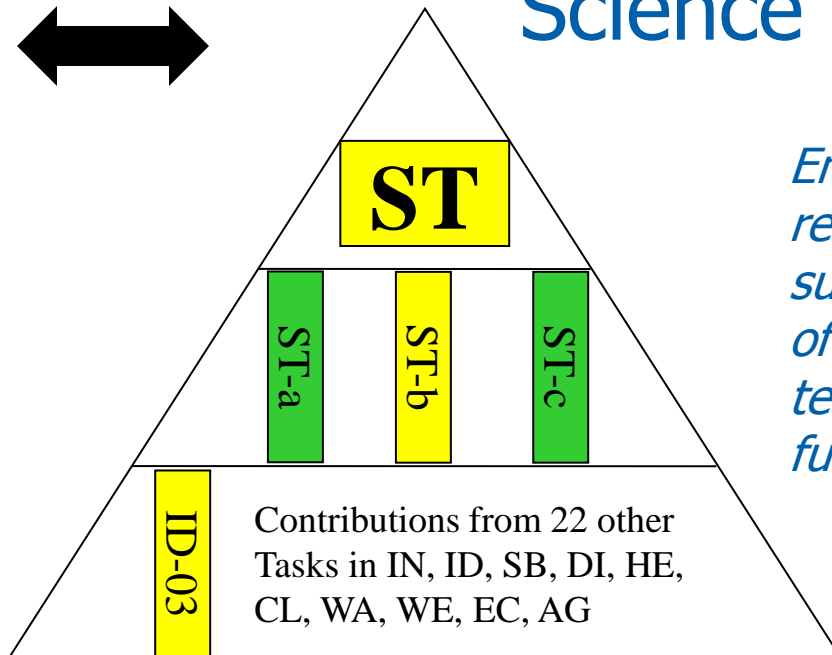 Science
ST
ST-a
ST-b
ST-c
ID-03
Contributions from 22 other
Tasks in IN, ID, SB, DI, HE,
CL, WA, WE, EC, AG
of